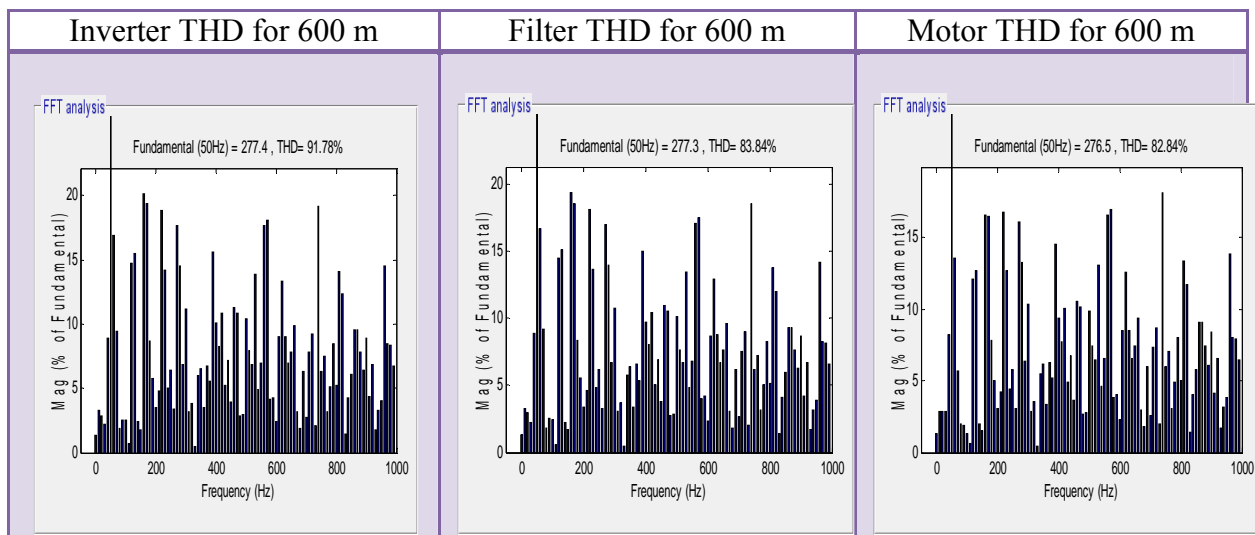 Inverter THD for 600 m
Filter THD for 600 m
Motor THD for 600 m
FFT analysis
Fundamental (50Hz) = 277.4 , THD= 91.78%
20
15
10
5
0
Mag (% of Fundamental)
0 200 400 600 800 1000
Frequency (Hz)
FFT analysis
Fundamental (50Hz) = 277.3 , THD= 83.84%
20
15
10
5
0
Mag (% of Fundamental)
0 200 400 600 800 1000
Frequency (Hz)
FFT analysis
Fundamental (50Hz) = 276.5 , THD= 82.84%
15
10
5
0
Mag (% of Fundamental)
0 200 400 600 800 1000
Frequency (Hz)